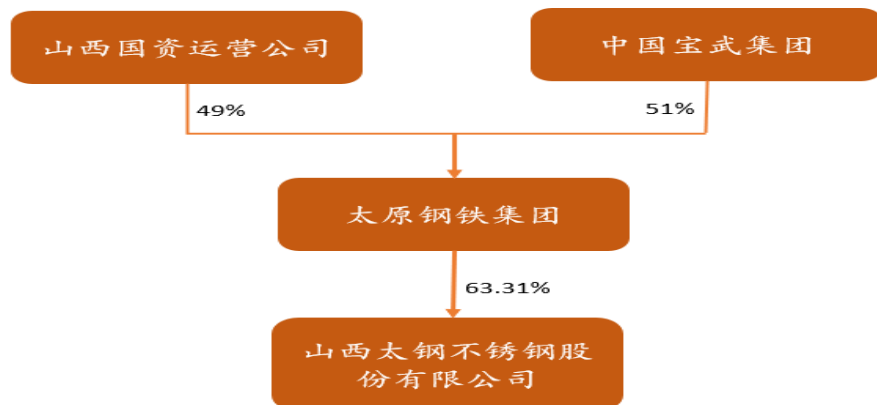 山西国资运营公司
中国宝武集团
49%
51%
太原钢铁集团
63.31%
山西太钢不锈钢股
份有限公司